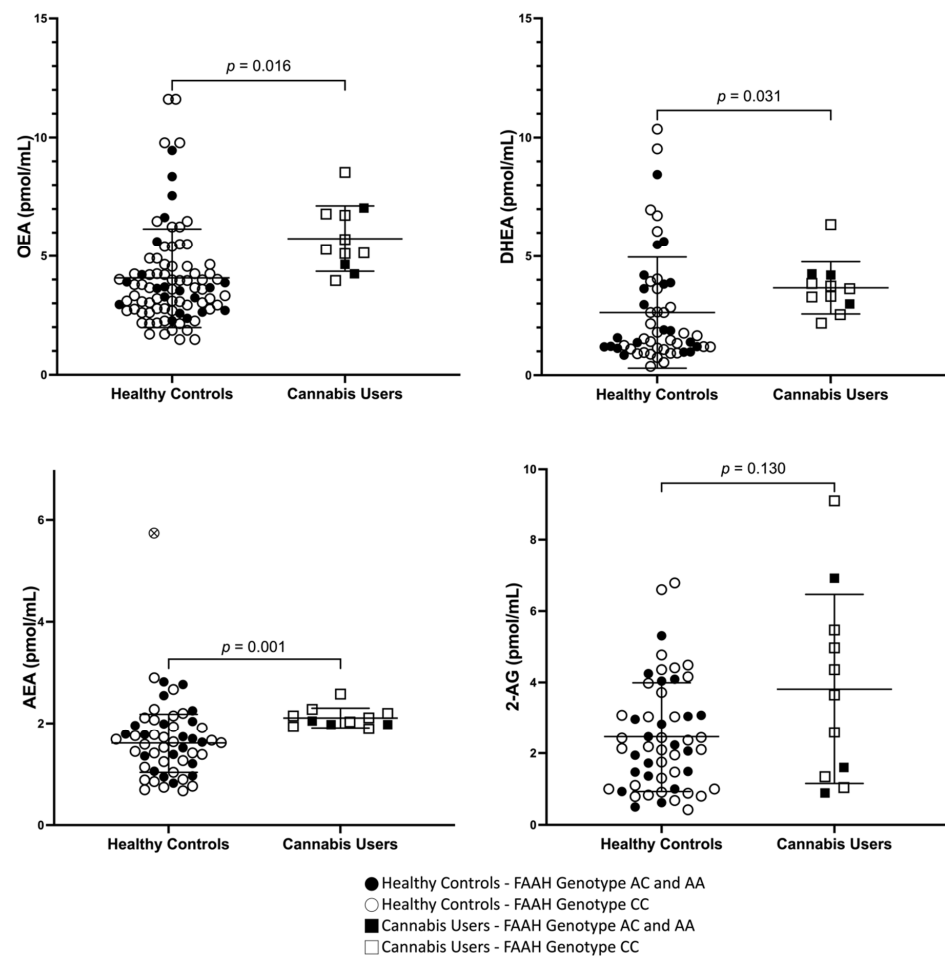 15
10
5
0
OEA (pmol/mL)
p = 0.016
Healthy Controls
Cannabis Users
15
10
5
0
DHEA (pmol/mL)
p = 0.031
Healthy Controls
Cannabis Users
6
4
2
0
AEA (pmol/mL)
p = 0.001
Healthy Controls
Cannabis Users
10
8
6
4
2
0
2-AG (pmol/mL)
p = 0.130
Healthy Controls
Cannabis Users
Healthy Controls - FAAH Genotype AC and AA
Healthy Controls - FAAH Genotype CC
Cannabis Users - FAAH Genotype AC and AA
Cannabis Users - FAAH Genotype CC